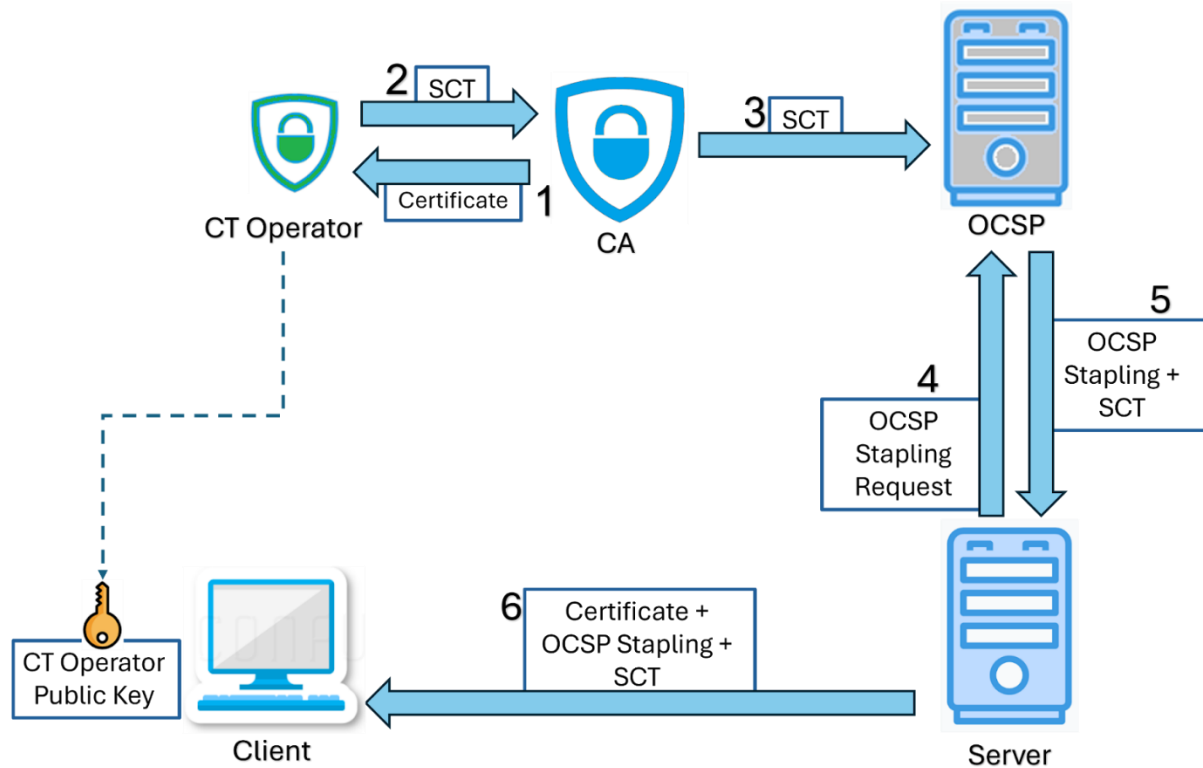 2
SCT
3
SCT
Certificate
1
CT Operator
CA
OCSP
5
OCSP
Stapling +
SCT
4
OCSP
Stapling
Request
6
Certificate +
OCSP Stapling +
SCT
CT Operator
Public Key
Client
Server